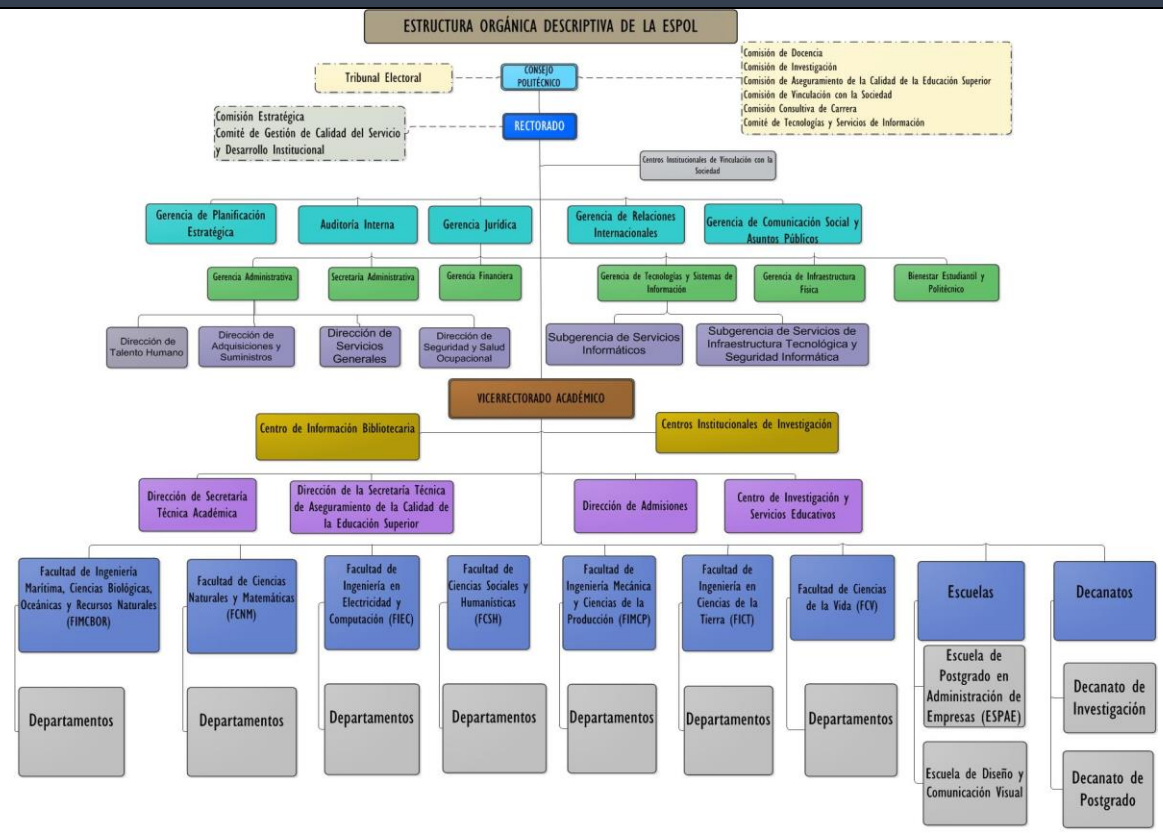 ESTRUCTURA ORGÁNICA DESCRIPTIVA DE LA ESPOL
Tribunal Electoral
CONSEJO
POLITÉCNICO
Comisión de Docencia
Comisión de Investigación
Comisión de Aseguramiento de la Calidad de la Educación Superior
Comisión de Vinculación con la Sociedad
Comisión Consultiva de Carrera
Comité de Tecnologías y Servicios de Información
Comisión Estratégica
Comité de Gestión de Calidad del Servicio
y Desarrollo Institucional
RECTORADO
Centros Institucionales de Vinculación con la
Sociedad
Gerencia de Planificación
Estratégica
Auditoría Interna
Gerencia Jurídica
Gerencia de Relaciones
Internacionales
Gerencia de Comunicación Social y
Asuntos Públicos
Gerencia Administrativa
Secretaría Administrativa
Gerencia Financiera
Gerencia de Tecnologías y Sistemas de
Información
Gerencia de Infraestructura
Física
Bienestar Estudiantil y
Politécnico
Dirección de
Talento Humano
Dirección de
Adquisiciones y
Suministros
Dirección de
Servicios
Generales
Dirección de
Seguridad y Salud
Ocupacional
Subgerencia de Servicios
Informáticos
Subgerencia de Servicios de
Infraestructura Tecnológica y
Seguridad Informática
VICERRECTORADO ACADÉMICO
Centro de Información Bibliotecaria
Centros Institucionales de Investigación
Dirección de Secretaría
Técnica Académica
Dirección de la Secretaría Técnica
de Aseguramiento de la Calidad de
la Educación Superior
Dirección de Admisiones
Centro de Investigación y
Servicios Educativos
Facultad de Ingeniería
Marítima, Ciencias Biológicas,
Oceánicas y Recursos Naturales
(FIMCBOR)
Facultad de Ciencias
Naturales y Matemáticas
(FCNM)
Facultad de
Ingeniería en
Electricidad y
Computación (FIEC)
Facultad de
Ciencias Sociales y
Humanísticas
(FCSH)
Facultad de
Ingeniería Mecánica
y Ciencias de la
Producción (FIMCP)
Facultad de
Ingeniería en
Ciencias de la
Tierra (FICT)
Facultad de Ciencias
de la Vida (FCV)
Escuelas
Decanatos
Departamentos
Departamentos
Departamentos
Departamentos
Departamentos
Departamentos
Departamentos
Escuela de
Postgrado en
Administración de
Empresas (ESPAE)
Decanato de
Investigación
Escuela de Diseño y
Comunicación Visual
Decanato de
Postgrado